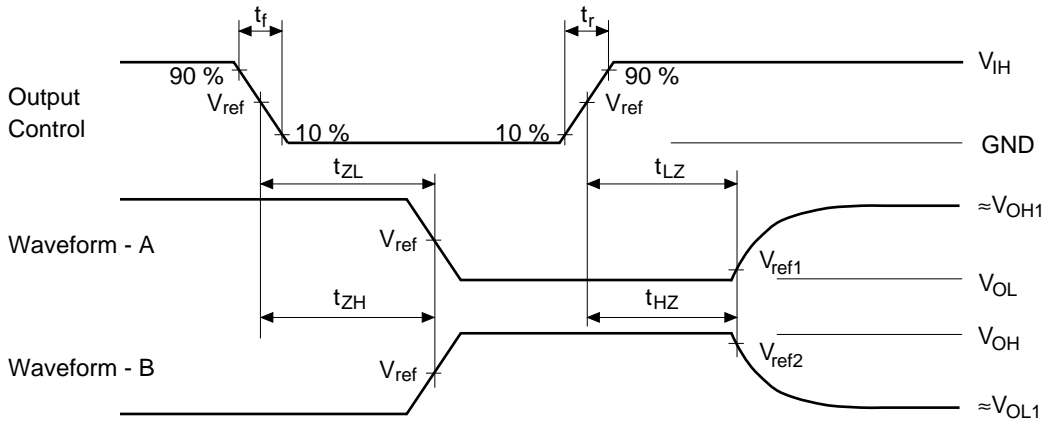 tf
tr
90 %
90 %
VIH
Output
Control
Vref
Vref
10 %
10 %
GND
tZL
tLZ
≈VOH1
Waveform - A
Vref
Vref1
VOL
tZH
tHZ
VOH
Waveform - B
Vref
Vref2
≈VOL1